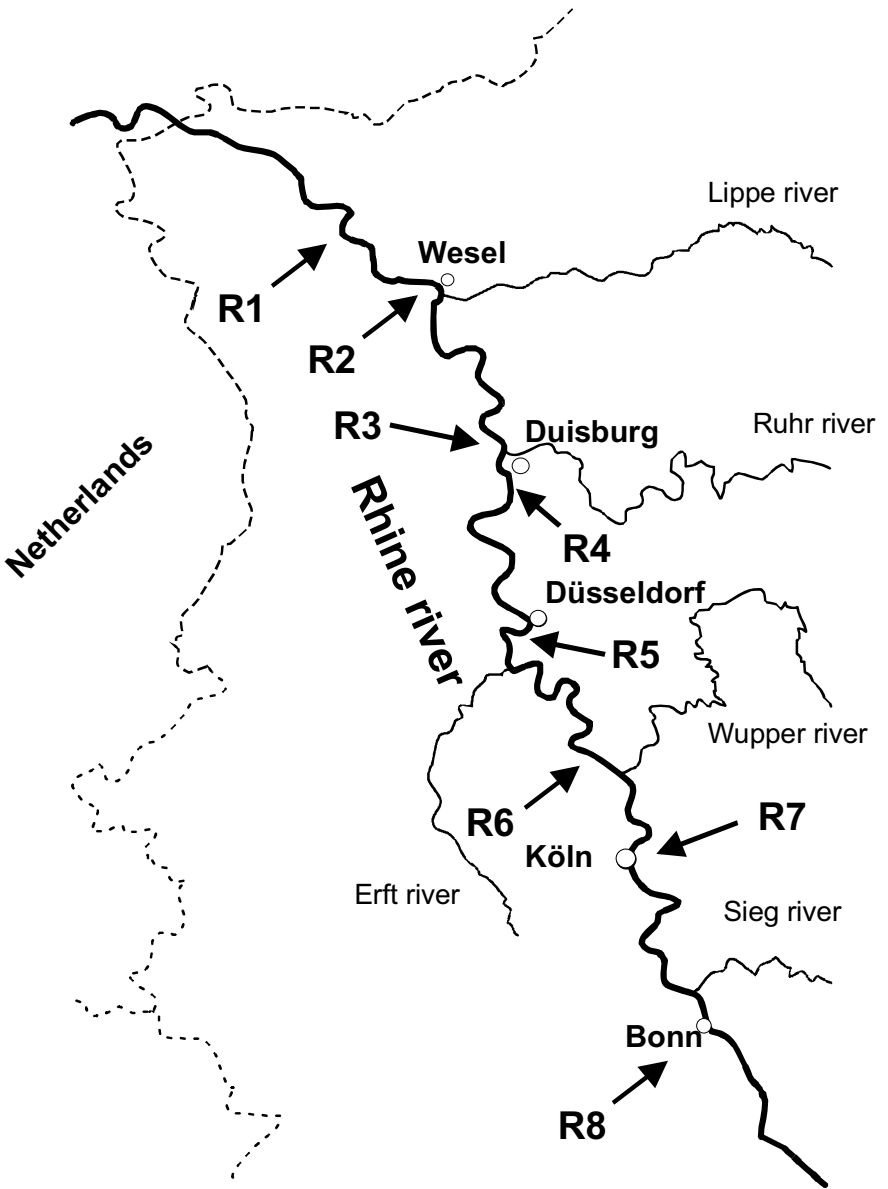 Lippe river
Wesel
R1
R2
R3
Duisburg
Ruhr river
Netherlands
Rhine river
R4
Düsseldorf
R5
Wupper river
R6
R7
Köln
Erft river
Sieg river
Bonn
R8